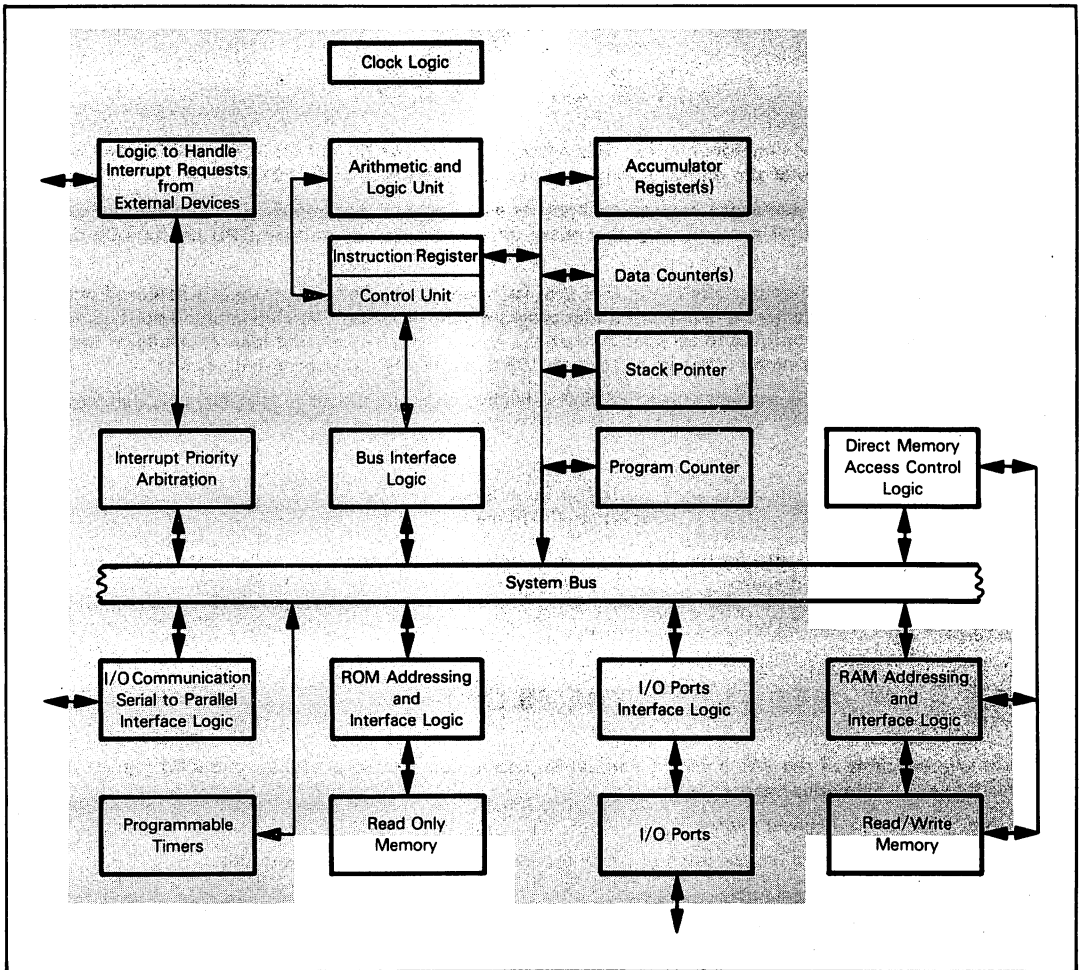 Clock Logic
Logic to Handle
Interrupt Requests
from
External Devices
Arithmetic and
Logic Unit
Accumulator
Register(s)
Instruction Register
Control Unit
Data Counter(s)
Stack Pointer
Interrupt Priority
Arbitration
Bus Interface
Logic
Program Counter
Direct Memory
Access Control
Logic
System Bus
I/O Communication
Serial to Parallel
Interface Logic
ROM Addressing
and
Interface Logic
I/O Ports
Interface Logic
RAM Addressing
and
Interface Logic
Programmable
Timers
Read Only
Memory
I/O Ports
Read/Write
Memory